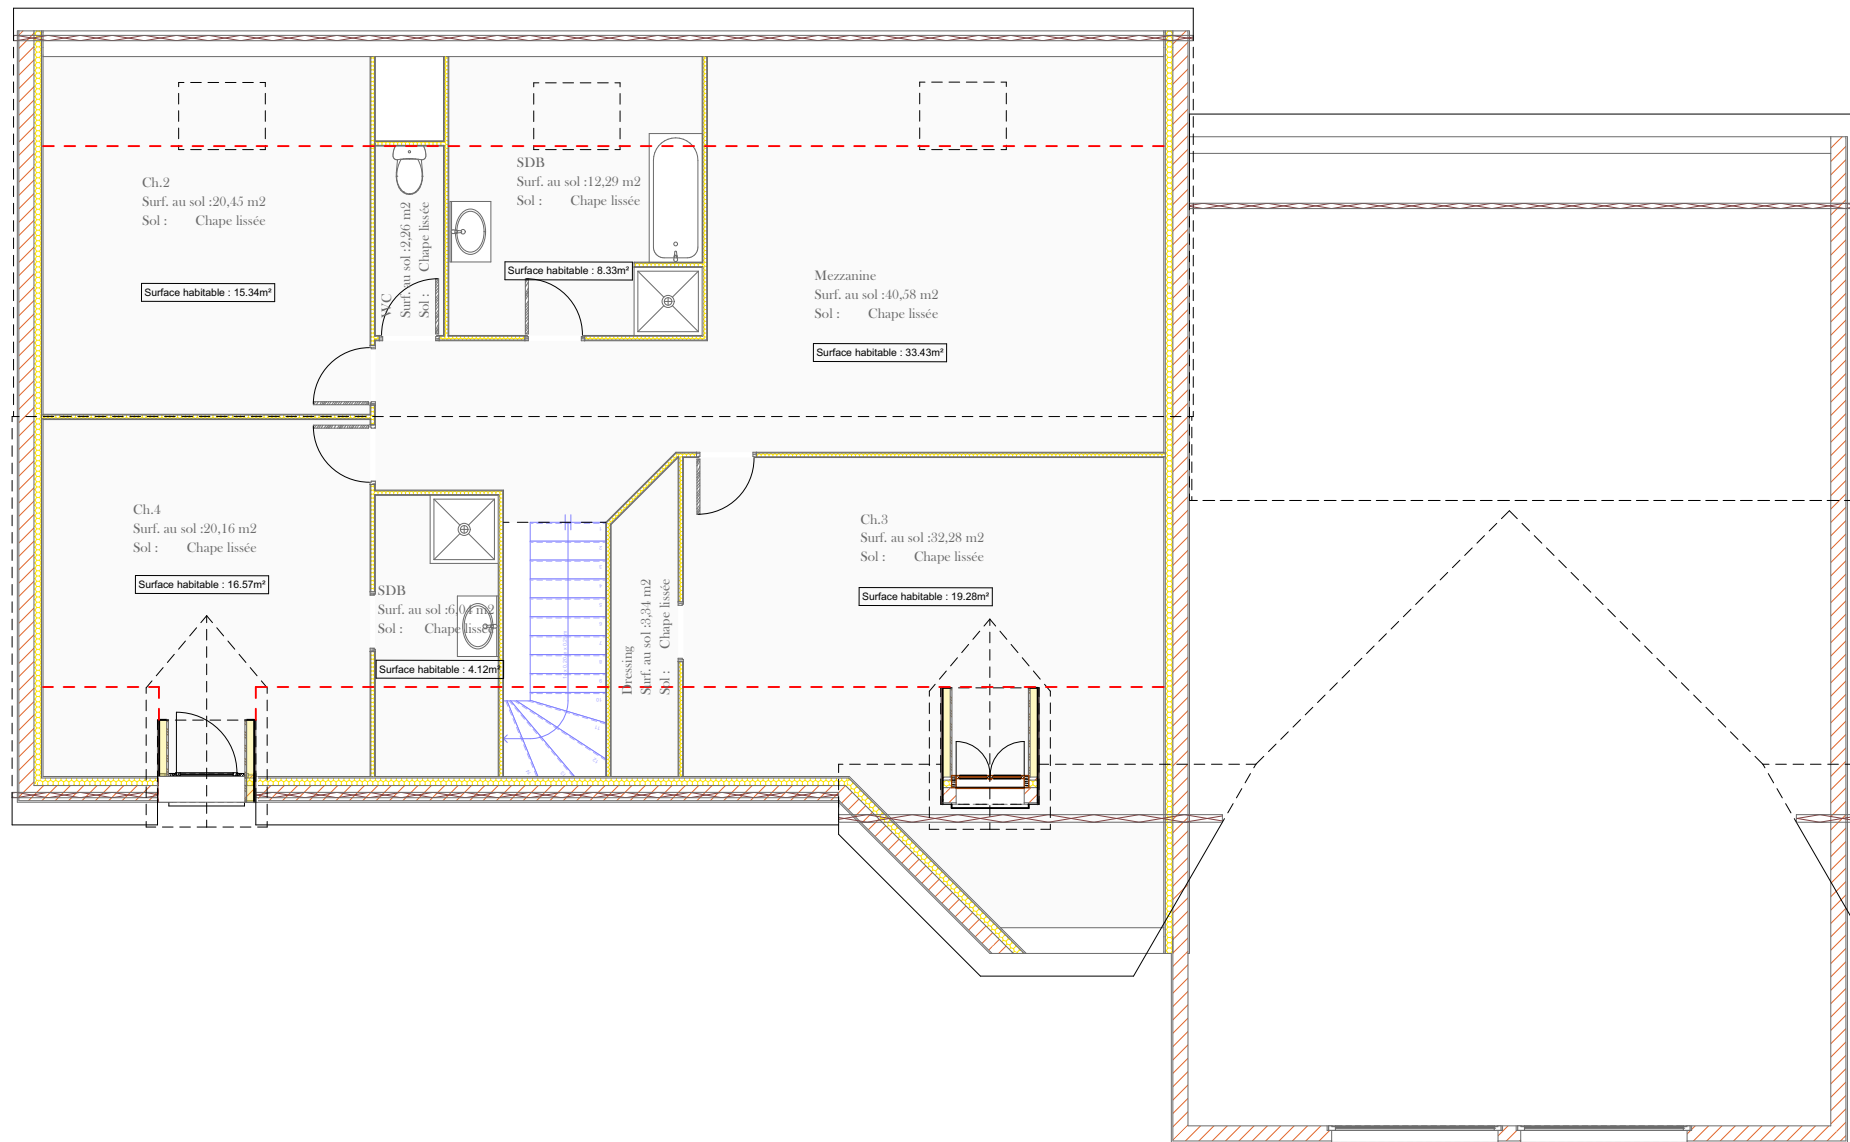 Ch.2
Surf. au sol :20,45 m2
Sol : Chape lissée
Surface habitable : 15.34m²
WC
Surf. au sol :2,26 m2
Sol : Chape lissée
SDB
Surf. au sol :12,29 m2
Sol : Chape lissée
Surface habitable : 8.33m²
Mezzanine
Surf. au sol :40,58 m2
Sol : Chape lissée
Surface habitable : 33.43m²
Ch.4
Surf. au sol :20,16 m2
Sol : Chape lissée
Surface habitable : 16.57m²
SDB
Surf. au sol :6,04 m2
Sol : Chape lissée
Surface habitable : 4.12m²
Dressing
Surf. au sol :3,34 m2
Sol : Chape lissée
Ch.3
Surf. au sol :32,28 m2
Sol : Chape lissée
Surface habitable : 19.28m²